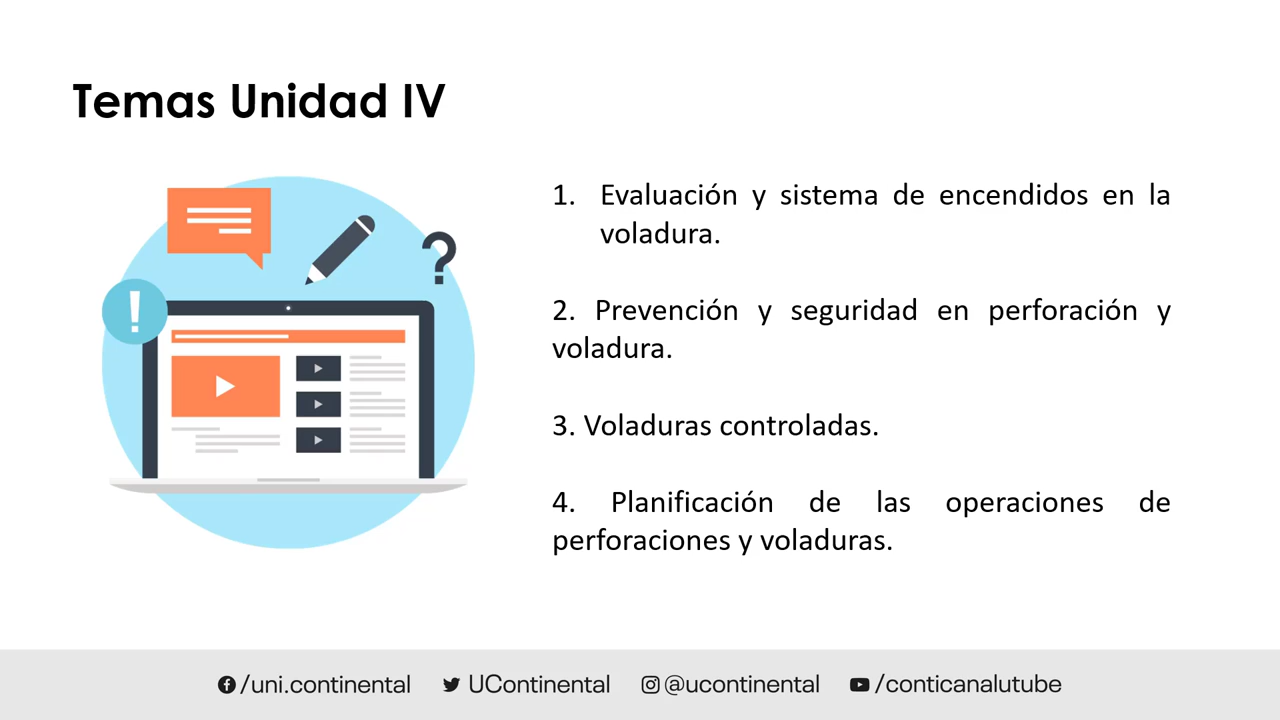 Temas Unidad IV
1. Evaluación y sistema de encendidos en la
voladura.
2. Prevención y seguridad en perforación y
voladura.
3. Voladuras controladas.
4. Planificación de las operaciones de
perforaciones y voladuras.
/uni.continental UContinental @ucontinental /conticanalutube